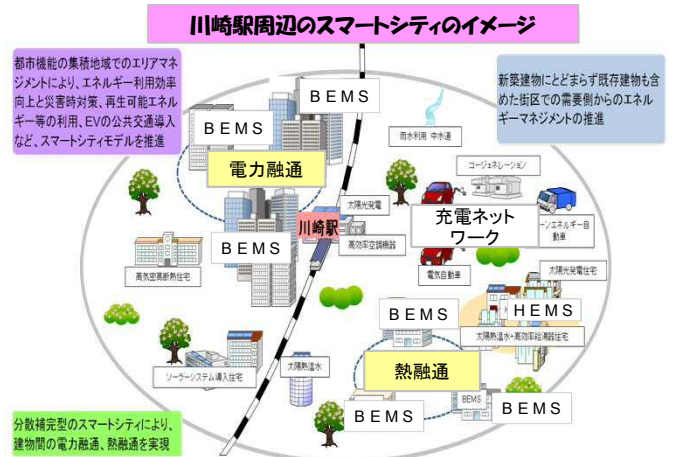 川崎駅周辺のスマートシティのイメージ
都市機能の集積地域でのエリアマネ
ジメントにより、エネルギー利用効率
向上と災害時対策、再生可能エネル
ギー等の利用、EVの公共交通導入
など、スマートシティモデルを推進
新築建物にとどまらず既存建物も含
めた街区での需要側からのエネル
ギーマネジメントの推進
BEMS
BEMS
雨水利用 中水道
電力融通
コージェネレーション
太陽光発電
充電ネット
ワーク
川崎駅
BEMS
高効率空調機器
ーンエネルギー自
動車
高気密高断熱住宅
電気自動車
太陽光発電住宅
BEMS
HEMS
太陽熱温水・高効率給湯器住宅
ソーラーシステム導入住宅
太陽熱温水
熱融通
BEMS
BEMS
BEMS
分散補完型のスマートシティにより、
建物間の電力融通、熱融通を実現